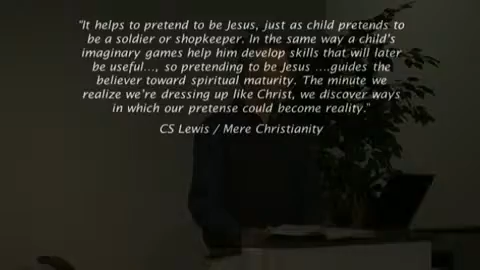 "It helps to pretend to be Jesus, just as child pretends to
be a soldier or shopkeeper. In the same way a child's
imaginary games help him develop skills that will later
be useful..., so pretending to be Jesus ....guides the
believer toward spiritual maturity. The minute we
realize we're dressing up like Christ, we discover ways
in which our pretense could become reality."
CS Lewis / Mere Christianity